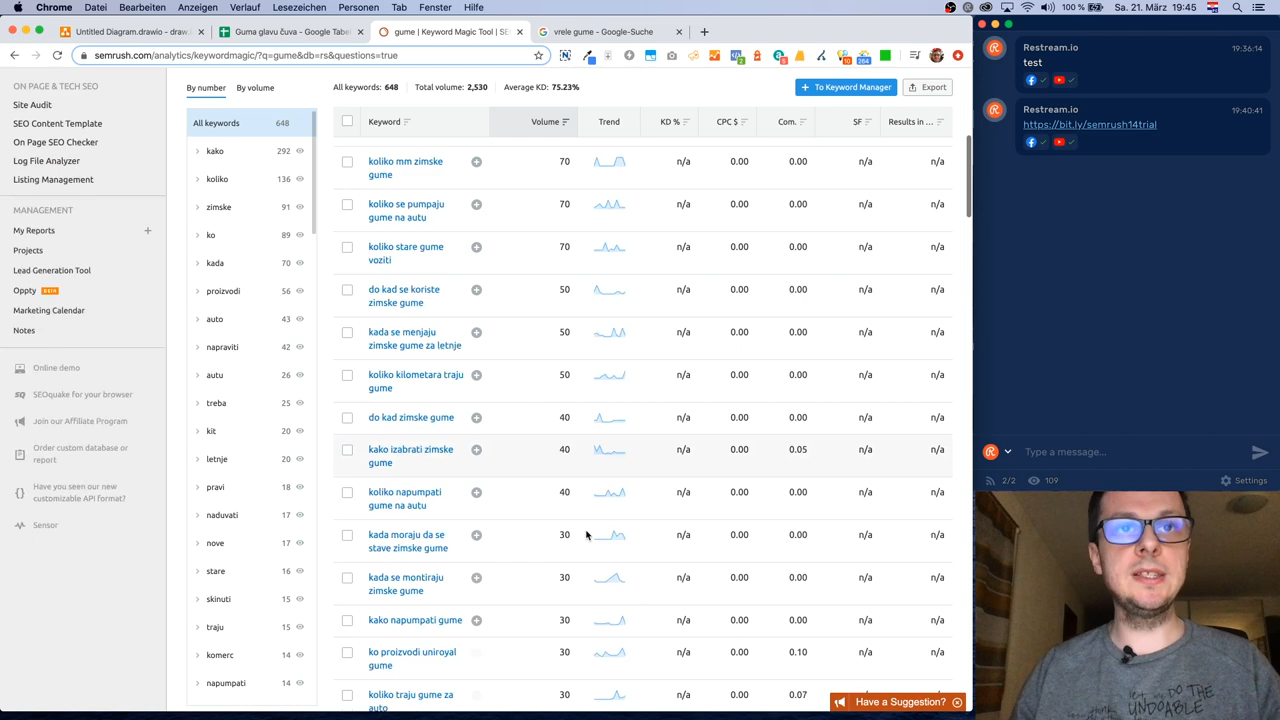 Chrome Datei Bearbeiten Anzeigen Verlauf Lesezeichen Personen Tab Fenster Hilfe
100 % Sa. 21. März 19:45
Untitled Diagram.drawio - draw.i
Guma glavu čuva - Google Tabel
gume | Keyword Magic Tool | SE
vrele gume - Google-Suche
semrush.com/analytics/keywordmagic/?q=gume&db=rs&questions=true
ON PAGE & TECH SEO
Site Audit
SEO Content Template
On Page SEO Checker
Log File Analyzer
Listing Management
MANAGEMENT
My Reports
Projects
Lead Generation Tool
Oppty BETA
Marketing Calendar
Notes
Online demo
SEOquake for your browser
Join our Affiliate Program
Order custom database or
report
Have you seen our new
customizable API format?
Sensor
By number By volume
All keywords 648
kako 292
koliko 136
zimske 91
ko 89
kada 70
proizvodi 56
auto 43
napraviti 42
autu 26
treba 25
kit 20
letnje 20
pravi 18
naduvati 17
nove 17
stare 16
skinuti 15
traju 15
komerc 14
napumpati 14
All keywords: 648 Total volume: 2,530 Average KD: 75.23%
To Keyword Manager
Export
Keyword Volume Trend KD % CPC $ Com. SF Results in ...
koliko mm zimske
gume 70 n/a 0.00 0.00 n/a n/a
koliko se pumpaju
gume na autu 70 n/a 0.00 0.00 n/a n/a
koliko stare gume
voziti 70 n/a 0.00 0.00 n/a n/a
do kad se koriste
zimske gume 50 n/a 0.00 0.00 n/a n/a
kada se menjaju
zimske gume za letnje 50 n/a 0.00 0.00 n/a n/a
koliko kilometara traju
gume 50 n/a 0.00 0.00 n/a n/a
do kad zimske gume 40 n/a 0.00 0.00 n/a n/a
kako izabrati zimske
gume 40 n/a 0.00 0.05 n/a n/a
koliko napumpati
gume na autu 40 n/a 0.00 0.00 n/a n/a
kada moraju da se
stave zimske gume 30 n/a 0.00 0.00 n/a n/a
kada se montiraju
zimske gume 30 n/a 0.00 0.00 n/a n/a
kako napumpati gume 30 n/a 0.00 0.00 n/a n/a
ko proizvodi uniroyal
gume 30 n/a 0.00 0.10 n/a n/a
koliko traju gume za
auto 30 n/a 0.00 0.07 n/a n/a
Have a Suggestion?
Restream.io 19:36:14
test
Restream.io 19:40:41
https://bit.ly/semrush14trial
Type a message...
2/2 109 Settings
DO THE
UNDOABLE